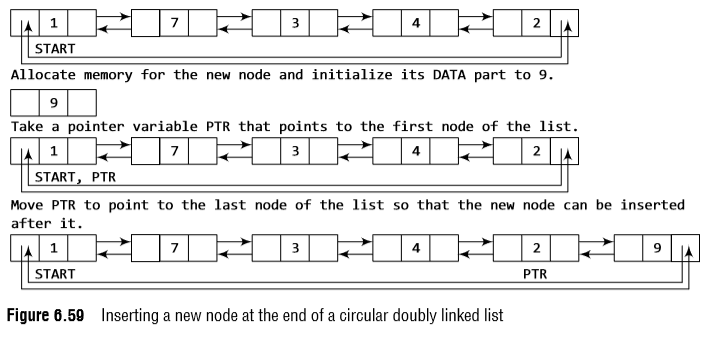 1 7 3 4 2
START
Allocate memory for the new node and initialize its DATA part to 9.
9
Take a pointer variable PTR that points to the first node of the list.
1 7 3 4 2
START, PTR
Move PTR to point to the last node of the list so that the new node can be inserted
after it.
1 7 3 4 2 9
START PTR
Figure 6.59 Inserting a new node at the end of a circular doubly linked list